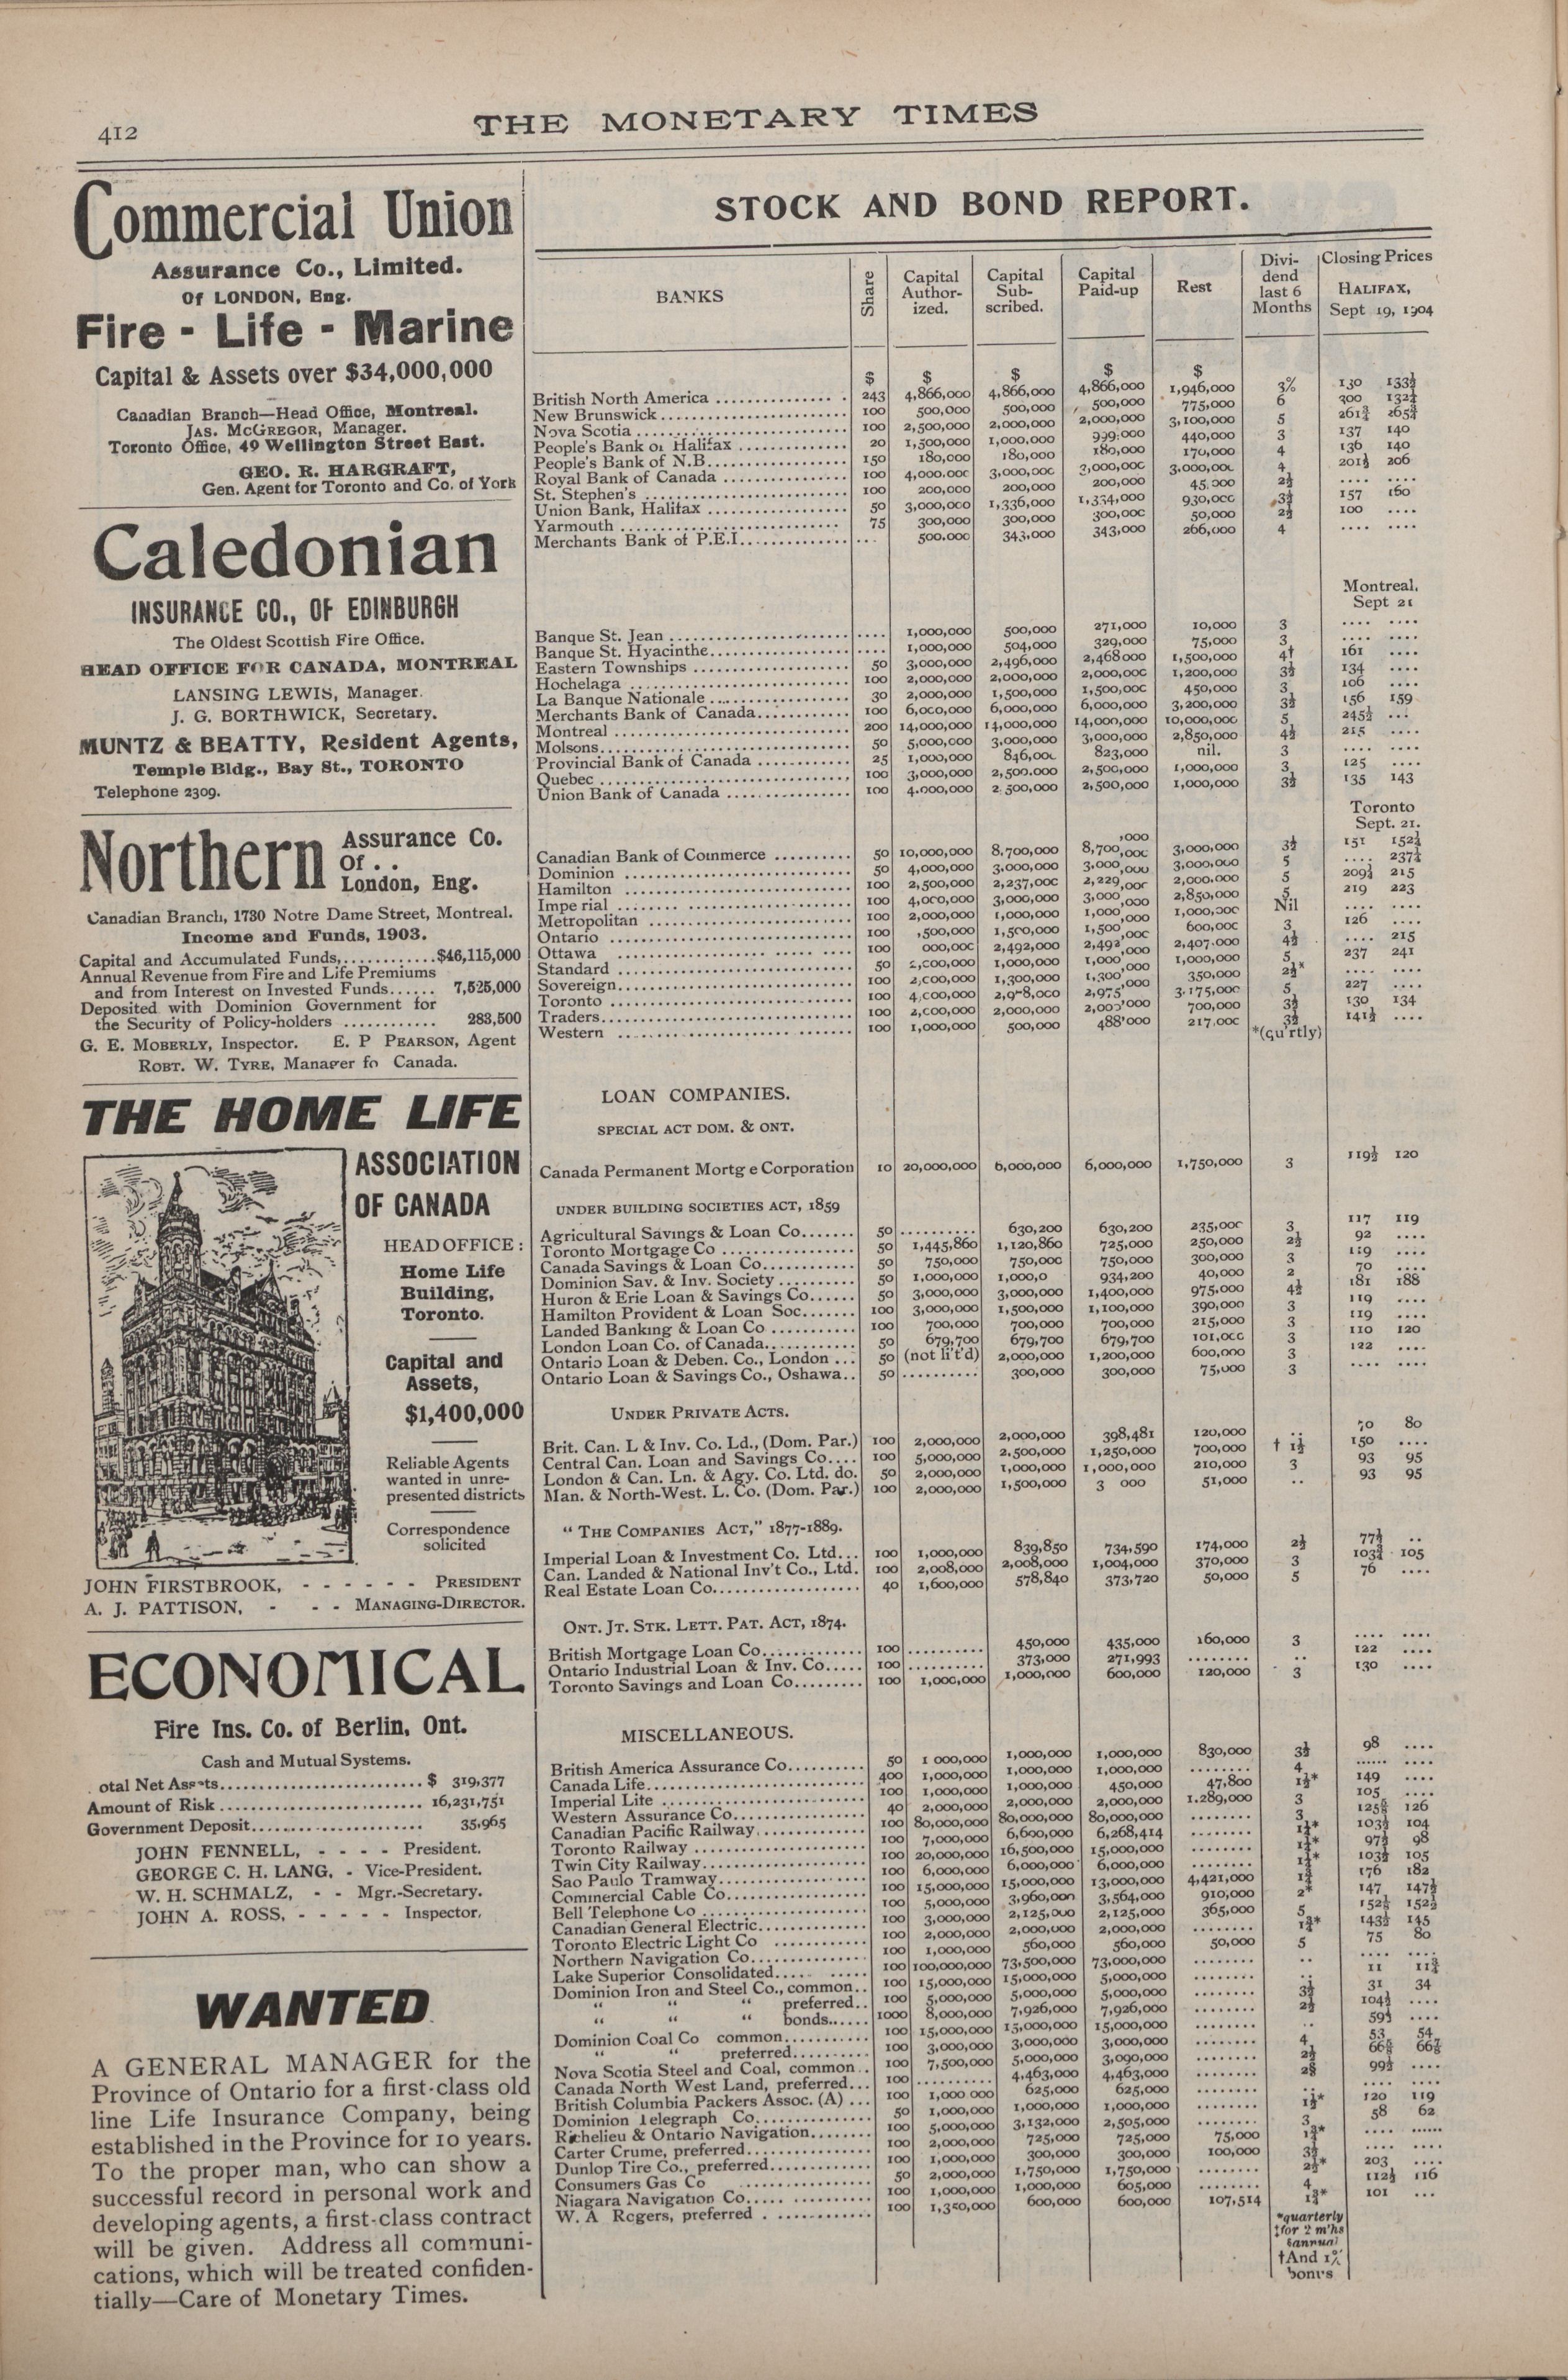 412
THE MONETARY TIMES
Commercial Union
Assurance Co., Limited.
Of LONDON, Eng.
Fire - Life - Marine
Capital & Assets over $34,000,000
Canadian Branch—Head Office, Montreal.
JAS. MCGREGOR, Manager.
Toronto Office, 49 Wellington Street East.
GEO. R. HARGRAFT,
Gen. Agent for Toronto and Co. of York
Caledonian
INSURANCE CO., OF EDINBURGH
The Oldest Scottish Fire Office.
HEAD OFFICE FOR CANADA, MONTREAL
LANSING LEWIS, Manager.
J. G. BORTHWICK, Secretary.
MUNTZ & BEATTY, Resident Agents,
Temple Bldg., Bay St., TORONTO
Telephone 2309.
Northern Assurance Co.
Of . .
London, Eng.
Canadian Branch, 1730 Notre Dame Street, Montreal.
Income and Funds, 1903.
Capital and Accumulated Funds,............$46,115,000
Annual Revenue from Fire and Life Premiums
and from Interest on Invested Funds...... 7,525,000
Deposited with Dominion Government for
the Security of Policy-holders ............ 283,500
G. E. MOBERLY, Inspector. E. P PEARSON, Agent
ROBT. W. TYRE, Manager fo Canada.
THE HOME LIFE
ASSOCIATION
OF CANADA
HEAD OFFICE:
Home Life
Building,
Toronto.
Capital and
Assets,
$1,400,000
Reliable Agents
wanted in unre-
presented districts
Correspondence
solicited
JOHN FIRSTBROOK, - - - - - - PRESIDENT
A. J. PATTISON, - - - MANAGING-DIRECTOR.
ECONOMICAL
Fire Ins. Co. of Berlin, Ont.
Cash and Mutual Systems.
otal Net Assets............................ $ 319,377
Amount of Risk............................ 16,231,751
Government Deposit........................ 35,965
JOHN FENNELL, - - - - President.
GEORGE C. H. LANG, - Vice-President.
W. H. SCHMALZ, - - Mgr.-Secretary.
JOHN A. ROSS, - - - - - Inspector.
WANTED
A GENERAL MANAGER for the
Province of Ontario for a first-class old
line Life Insurance Company, being
established in the Province for 10 years.
To the proper man, who can show a
successful record in personal work and
developing agents, a first-class contract
will be given. Address all communi-
cations, which will be treated confiden-
tially—Care of Monetary Times.
STOCK AND BOND REPORT.
BANKS Share Capital Author-ized. Capital Sub-scribed. Capital Paid-up Rest Divi-dend last 6 Months Closing Prices HALIFAX, Sept 19, 1904
$ $ $ $ $
British North America 243 4,866,000 4,866,000 4,866,000 1,946,000 3% 130 133½
New Brunswick 100 500,000 500,000 500,000 775,000 6 300 132½
Nova Scotia 100 2,500,000 2,000,000 2,000,000 3,100,000 5 261¾ 265¾
People's Bank of Halifax 20 1,500,000 1,000,000 999,000 440,000 3 137 140
People's Bank of N.B. 150 180,000 180,000 180,000 170,000 4 136 140
Royal Bank of Canada 100 4,000,000 3,000,000 3,000,000 3,000,000 4 201½ 206
St. Stephen's 100 200,000 200,000 200,000 45,000 2½ .... ....
Union Bank, Halifax 50 3,000,000 1,336,000 1,334,000 930,000 3½ 157 160
Yarmouth 75 300,000 300,000 300,000 50,000 2½ 100 ....
Merchants Bank of P.E.I. ... 500.000 343,000 343,000 266,000 4 .... ....
Montreal, Sept 21
Banque St. Jean .... 1,000,000 500,000 271,000 10,000 3 .... ....
Banque St. Hyacinthe .... 1,000,000 504,000 329,000 75,000 3 .... ....
Eastern Townships 50 3,000,000 2,496,000 2,468 000 1,500,000 4† 161 ....
Hochelaga 100 2,000,000 2,000,000 2,000,000 1,200,000 3½ 134 ....
La Banque Nationale 30 2,000,000 1,500,000 1,500,000 450,000 3 106 ....
Merchants Bank of Canada 100 6,000,000 6,000,000 6,000,000 3,200,000 3½ 156 159
Montreal 200 14,000,000 14,000,000 14,000,000 10,000,000 5 245½ ...
Molsons 50 5,000,000 3,000,000 3,000,000 2,850,000 4½ 215 ....
Provincial Bank of Canada 25 1,000,000 846,000 823,000 nil. 3 .... ....
Quebec 100 3,000,000 2,500.000 2,500,000 1,000,000 3 125 ....
Union Bank of Canada 100 4.000,000 2,500,000 2,500,000 1,000,000 3½ 135 143
Toronto Sept. 21.
Canadian Bank of Commerce 50 10,000,000 8,700,000 8,700,000 3,000,000 3½ 151 152½
Dominion 50 4,000,000 3,000,000 3,000,000 3,000,000 5 .... 237½
Hamilton 100 2,500,000 2,237,000 2,229,000 2,000,000 5 209½ 215
Impe rial 100 4,000,000 3,000,000 3,000,000 2,850,000 5 219 223
Metropolitan 100 2,000,000 1,000,000 1,000,000 1,000,000 Nil .... ....
Ontario 100 ,500,000 1,500,000 1,500,000 600,000 3 126 ....
Ottawa 100 000,000 2,492,000 2,492,000 2,407.000 4½ .... 215
Standard 50 2,000,000 1,000,000 1,000,000 1,000,000 5 237 241
Sovereign 100 2,000,000 1,300,000 1,300,000 350,000 2½* .... ....
Toronto 100 4,000,000 2,9 8,000 2,975,000 3,175,000 5 227 ....
Traders 100 2,000,000 2,000,000 2,000,000 700,000 3½ 130 134
Western 100 1,000,000 500,000 488,000 217,000 3½ 141½ ....
*(qu'rtly)
LOAN COMPANIES.
SPECIAL ACT DOM. & ONT.
Canada Permanent Mortg e Corporation 10 20,000,000 6,000,000 6,000,000 1,750,000 3 119½ 120
UNDER BUILDING SOCIETIES ACT, 1859
Agricultural Savings & Loan Co. 50 .......... 630,200 630,200 235,000 3 117 119
Toronto Mortgage Co 50 1,445,860 1,120,860 725,000 250,000 2½ 92 ....
Canada Savings & Loan Co. 50 750,000 750,000 750,000 300,000 3 119 ....
Dominion Sav. & Inv. Society 50 1,000,000 1,000,0 934,200 40,000 2 70 ....
Huron & Erie Loan & Savings Co. 50 3,000,000 3,000,000 1,400,000 975,000 4½ 181 188
Hamilton Provident & Loan Soc. 100 3,000,000 1,500,000 1,100,000 390,000 3 119 ....
Landed Banking & Loan Co 100 700,000 700,000 700,000 215,000 3 119 ....
London Loan Co. of Canada 50 679,700 679,700 679,700 101,000 3 110 120
Ontario Loan & Deben. Co., London 50 (not li t'd) 2,000,000 1,200,000 600,000 3 122 ....
Ontario Loan & Savings Co., Oshawa 50 .......... 300,000 300,000 75,000 3 .... ....
UNDER PRIVATE ACTS.
Brit. Can. L & Inv. Co. Ld., (Dom. Par.) 100 2,000,000 2,000,000 398,481 120,000 .. 70 80
Central Can. Loan and Savings Co. 100 5,000,000 2,500,000 1,250,000 700,000 † 1½ 150 ....
London & Can. Ln. & Agy. Co. Ltd. do. 50 2,000,000 1,000,000 1,000,000 210,000 3 93 95
Man. & North-West. L. Co. (Dom. Par.) 100 2,000,000 1,500,000 3 000 51,000 .. 93 95
"THE COMPANIES ACT," 1877-1889.
Imperial Loan & Investment Co. Ltd. 100 1,000,000 839,850 734,590 174,000 2½ 77½ ..
Can. Landed & National Inv't Co., Ltd. 100 2,008,000 2,008,000 1,004,000 370,000 3 103¾ 105
Real Estate Loan Co. 40 1,600,000 578,840 373,720 50,000 5 76 ....
ONT. JT. STK. LETT. PAT. ACT, 1874.
British Mortgage Loan Co. 100 .......... 450,000 435,000 160,000 3 .... ....
Ontario Industrial Loan & Inv. Co. 100 .......... 373,000 271,993 ........ .. 122 ....
Toronto Savings and Loan Co. 100 1,000,000 1,000,000 600,000 120,000 3 130 ....
MISCELLANEOUS.
British America Assurance Co. 50 1 000,000 1,000,000 1,000,000 830,000 3½ 98 ....
Canada Life 400 1,000,000 1,000,000 1,000,000 ........ 4 ...... ....
Imperial Life 100 1,000,000 1,000,000 450,000 47,800 1½* 149 ....
Western Assurance Co. 40 2,000,000 2,000,000 2,000,000 1.289,000 3 105 ....
Canadian Pacific Railway 100 80,000,000 80,000,000 80,000,000 ........ 3 125⅝ 126
Toronto Railway 100 7,000,000 6,600,000 6,268,414 ........ 103½ 104
Twin City Railway 100 20,000,000 16,500,000 15,000,000 ........ 97½ 98
Sao Paulo Tramway 100 6,000,000 6,000,000 6,000,000 ........ 103½ 105
Commercial Cable Co. 100 15,000,000 15,000,000 13,000,000 4,421,000 176 182
Bell Telephone Co 100 5,000,000 3,960,000 3,564,000 910,000 2* 147 147½
Canadian General Electric 100 3,000,000 2,125,000 2,125,000 365,000 5 152½ 152½
Toronto Electric Light Co 100 2,000,000 2,000,000 2,000,000 ........ 143½ 145
Northern Navigation Co. 100 1,000,000 560,000 560,000 50,000 5 75 80
Lake Superior Consolidated 100 100,000,000 73,500,000 73,000,000 ........ .. .... ....
Dominion Iron and Steel Co., common 100 15,000,000 15,000,000 5,000,000 ........ .. 11 11¾
" " " preferred 100 5,000,000 5,000,000 5,000,000 ........ 3½ 31 34
" " " bonds 1000 8,000,000 7,926,000 7,926,000 ........ 2½ 104½ ....
Dominion Coal Co common 100 15,000,000 15,000,000 15,000,000 ........ .. 59½ ....
" " preferred 100 3,000,000 3,000,000 3,000,000 ........ 4 53 54
Nova Scotia Steel and Coal, common 100 7,500,000 5,000,000 3,090,000 ........ 2½ 66⅝ 66⅞
Canada North West Land, preferred 100 .......... 4,463,000 4,463,000 ........ 99½ ....
British Columbia Packers Assoc. (A) 100 1,000 000 625,000 625,000 ........ .. .... ....
Dominion Telegraph Co. 50 1,000,000 1,000,000 1,000,000 ........ 1½* 120 119
Richelieu & Ontario Navigation 100 5,000,000 3,132,000 2,505,000 ........ 3 58 62
Carter Crume, preferred 100 2,000,000 725,000 725,000 75,000 1¾* .... ......
Dunlop Tire Co., preferred 100 1,000,000 300,000 300,000 100,000 3½ .... ....
Consumers Gas Co 50 2,000,000 1,750,000 1,750,000 ........ 2½* 203 ....
Niagara Navigation Co. 100 1,000,000 1,000,000 605,000 ........ 4 112½ 116
W. A Rogers, preferred 100 1,350,000 600,000 600,000 107,514 1¾* 101 ...
*quarterly
‡for 2 m'hs
§annual
†And 1%
bonus